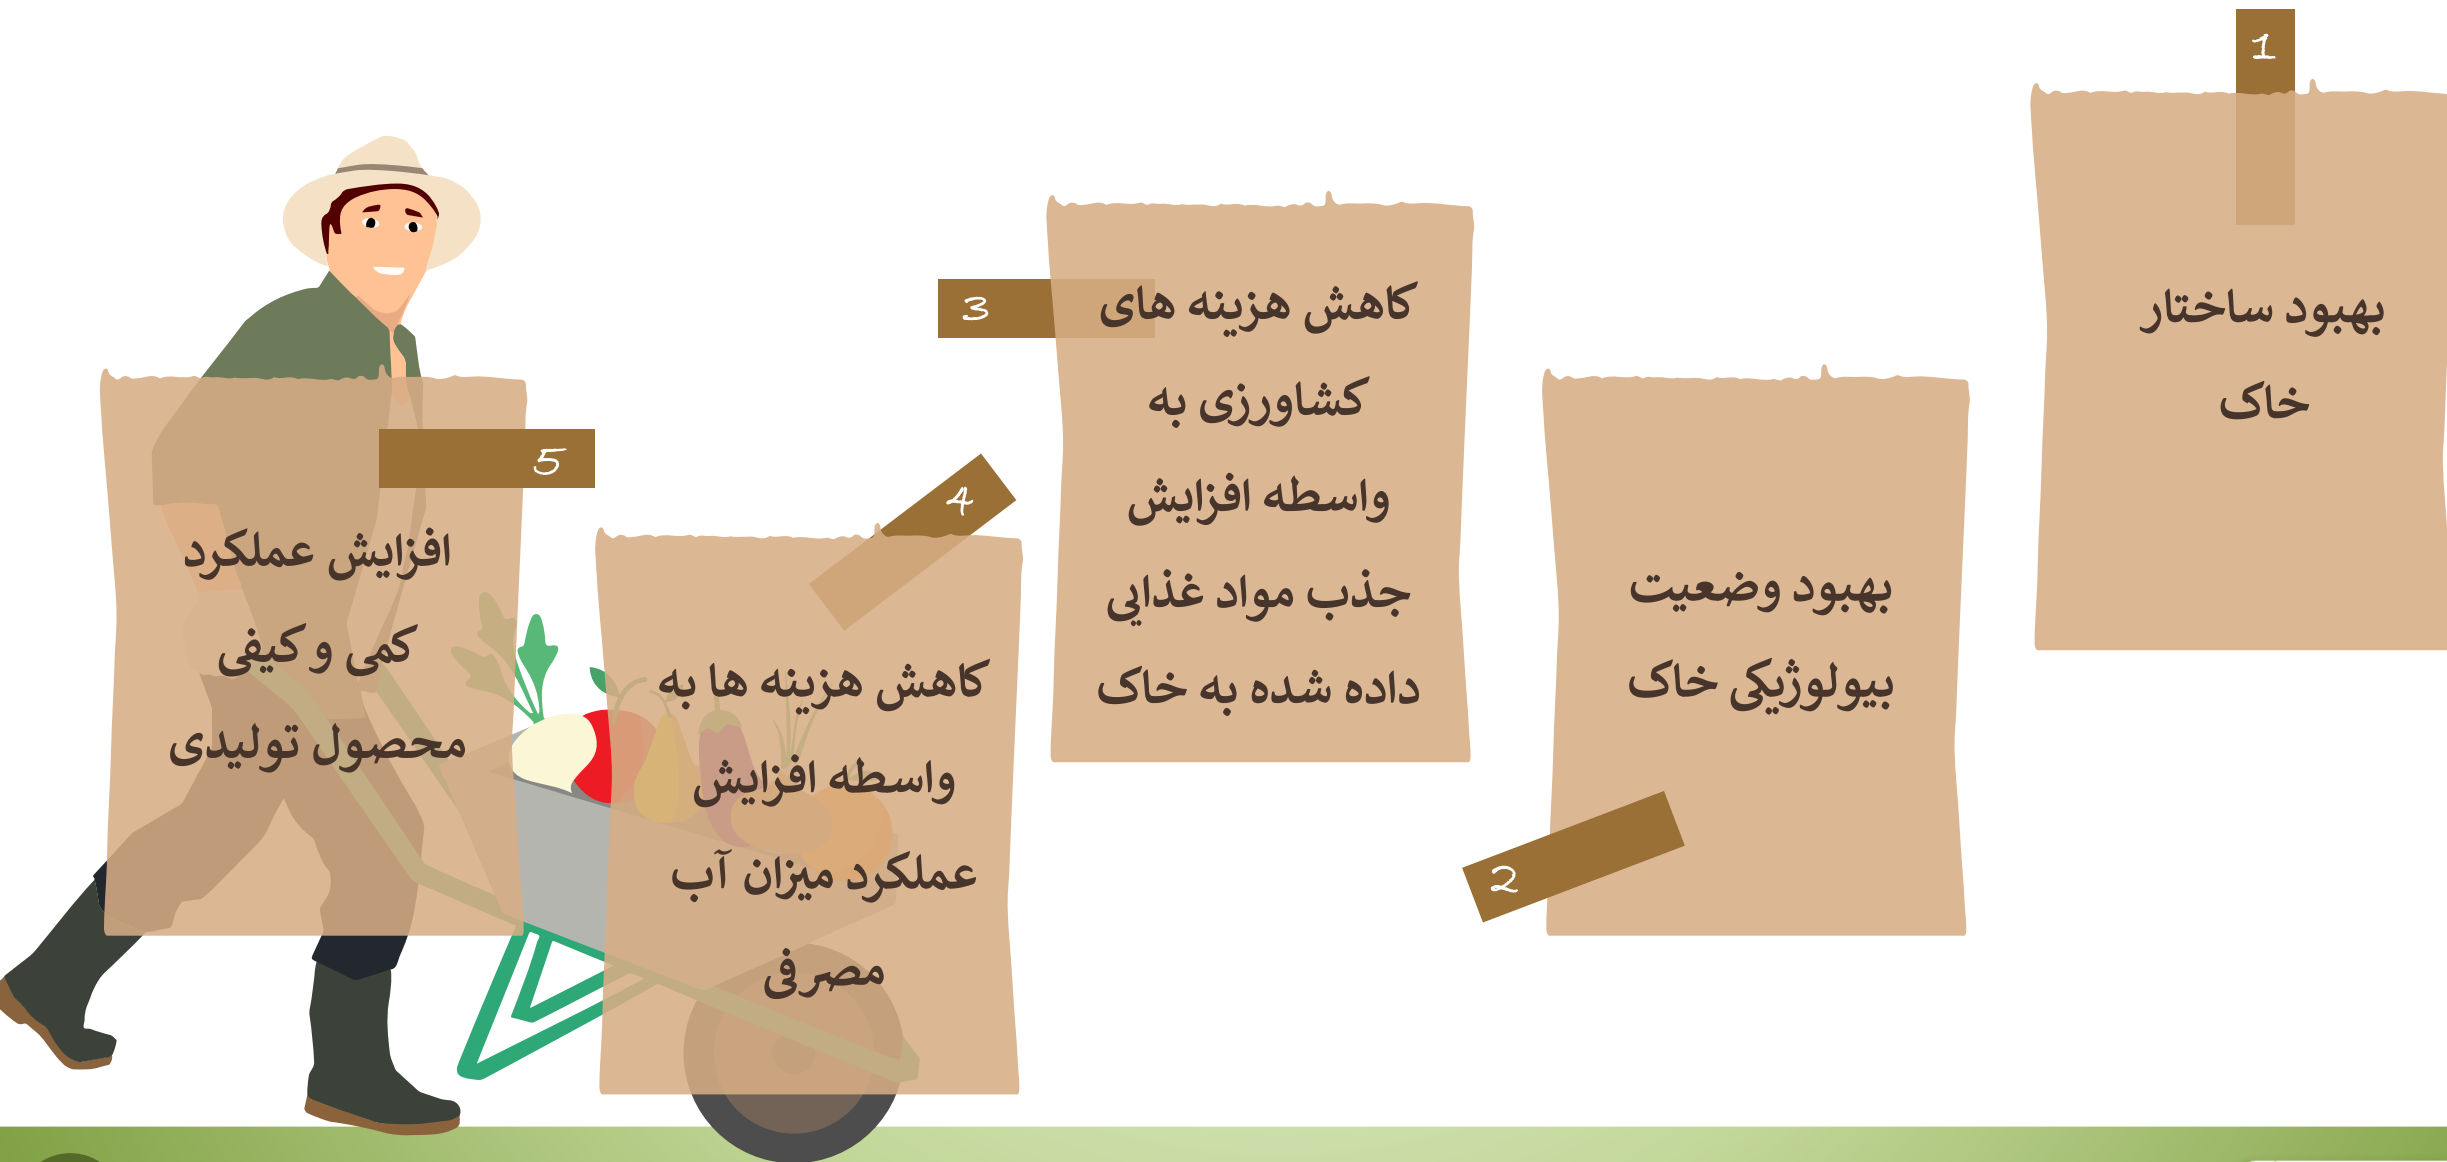 1
بهبود ساختار
خاک
2
بهبود وضعیت
بیولوژیکی خاک
3
کاهش هزینه های
کشاورزی به
واسطه افزایش
جذب مواد غذایی
داده شده به خاک
4
کاهش هزینه ها به
واسطه افزایش
عملکرد میزان آب
مصرفی
5
افزایش عملکرد
کمی و کیفی
محصول تولیدی